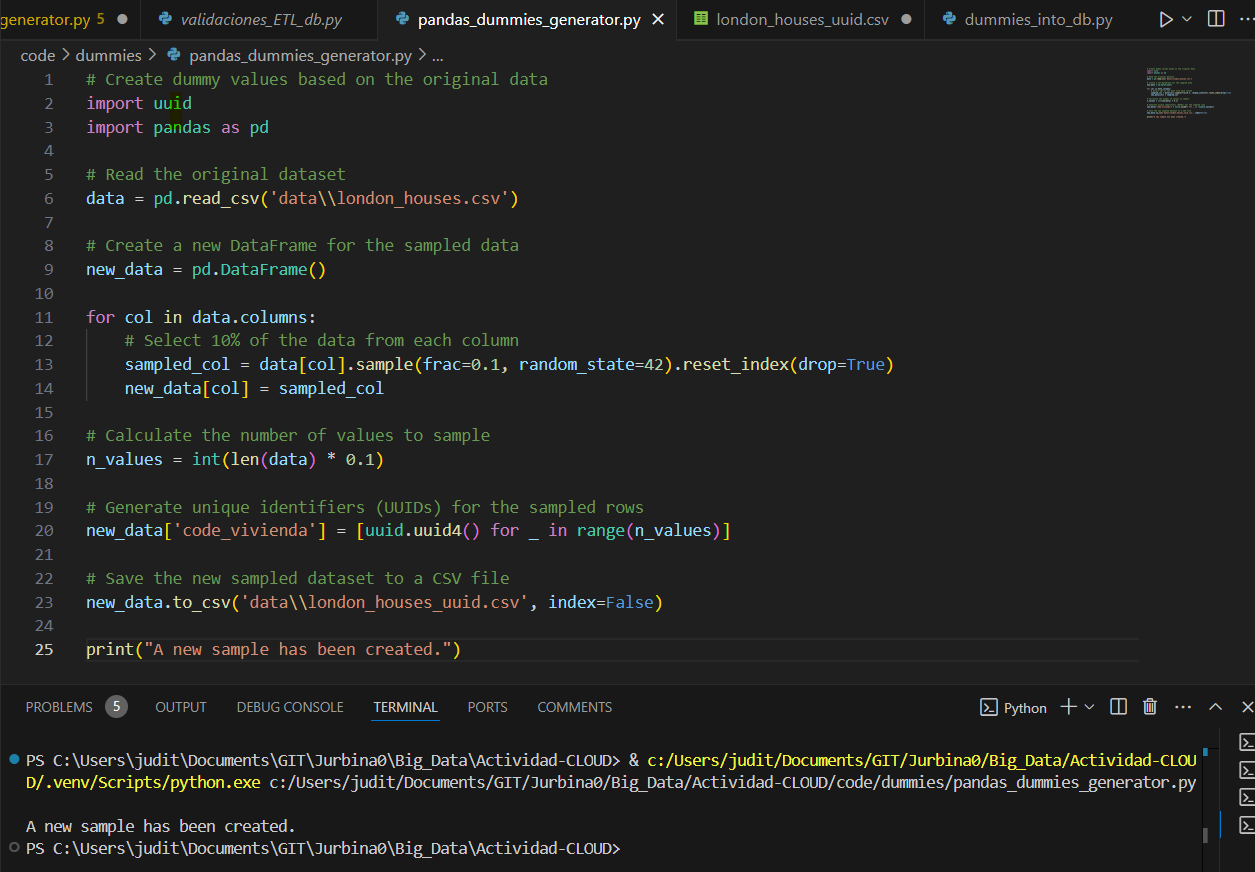 generator.py 5 ● validaciones_ETL_db.py pandas_dummies_generator.py × london_houses_uuid.csv ● dummies_into_db.py
code > dummies > pandas_dummies_generator.py > ...
1 # Create dummy values based on the original data
2 import uuid
3 import pandas as pd
4
5 # Read the original dataset
6 data = pd.read_csv('data\\london_houses.csv')
7
8 # Create a new DataFrame for the sampled data
9 new_data = pd.DataFrame()
10
11 for col in data.columns:
12     # Select 10% of the data from each column
13     sampled_col = data[col].sample(frac=0.1, random_state=42).reset_index(drop=True)
14     new_data[col] = sampled_col
15
16 # Calculate the number of values to sample
17 n_values = int(len(data) * 0.1)
18
19 # Generate unique identifiers (UUIDs) for the sampled rows
20 new_data['code_vivienda'] = [uuid.uuid4() for _ in range(n_values)]
21
22 # Save the new sampled dataset to a CSV file
23 new_data.to_csv('data\\london_houses_uuid.csv', index=False)
24
25 print("A new sample has been created.")
PROBLEMS 5 OUTPUT DEBUG CONSOLE TERMINAL PORTS COMMENTS Python
PS C:\Users\judit\Documents\GIT\Jurbina0\Big_Data\Actividad-CLOUD> & c:/Users/judit/Documents/GIT/Jurbina0/Big_Data/Actividad-CLOU
D/.venv/Scripts/python.exe c:/Users/judit/Documents/GIT/Jurbina0/Big_Data/Actividad-CLOUD/code/dummies/pandas_dummies_generator.py
A new sample has been created.
PS C:\Users\judit\Documents\GIT\Jurbina0\Big_Data\Actividad-CLOUD>